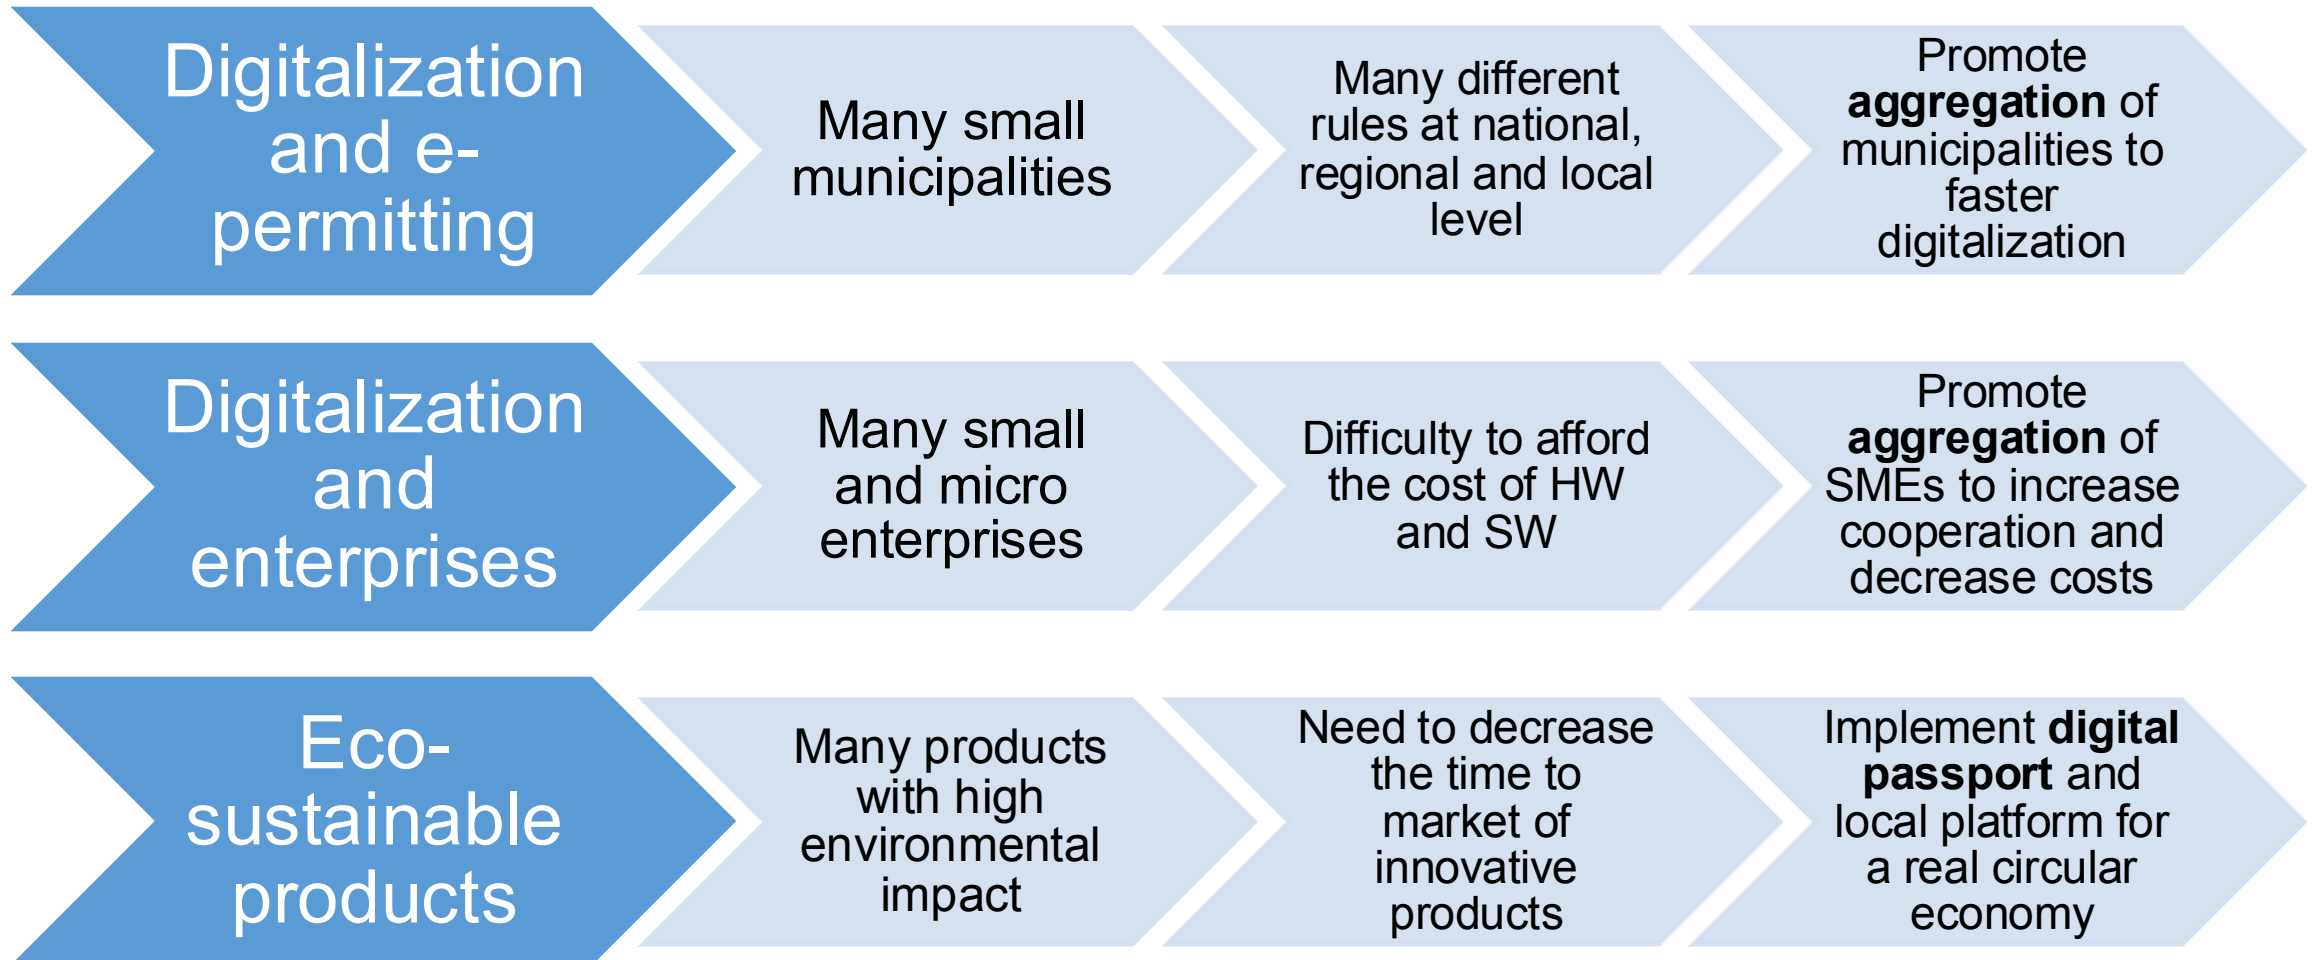 Digitalization
and e-
permitting
Many small
municipalities
Many different
rules at national,
regional and local
level
Promote
aggregation of
municipalities to
faster
digitalization
Digitalization
and
enterprises
Many small
and micro
enterprises
Difficulty to afford
the cost of HW
and SW
Promote
aggregation of
SMEs to increase
cooperation and
decrease costs
Eco-
sustainable
products
Many products
with high
environmental
impact
Need to decrease
the time to
market of
innovative
products
Implement digital
passport and
local platform for
a real circular
economy